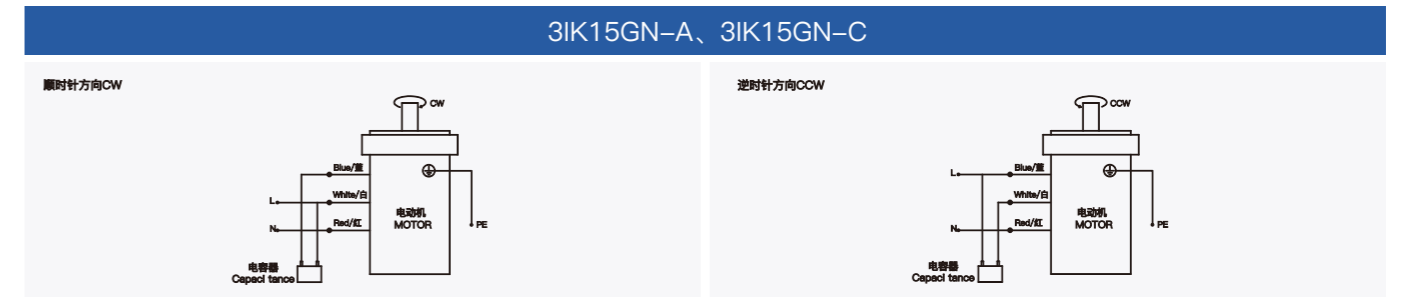 3IK15GN-A、3IK15GN-C
顺时针方向CW
CW
Blue/蓝
L
White/白
N
Red/红
电动机
MOTOR
PE
电容器
Capaci tance
逆时针方向CCW
CCW
L
Blue/蓝
White/白
N
Red/红
电动机
MOTOR
PE
电容器
Capaci tance